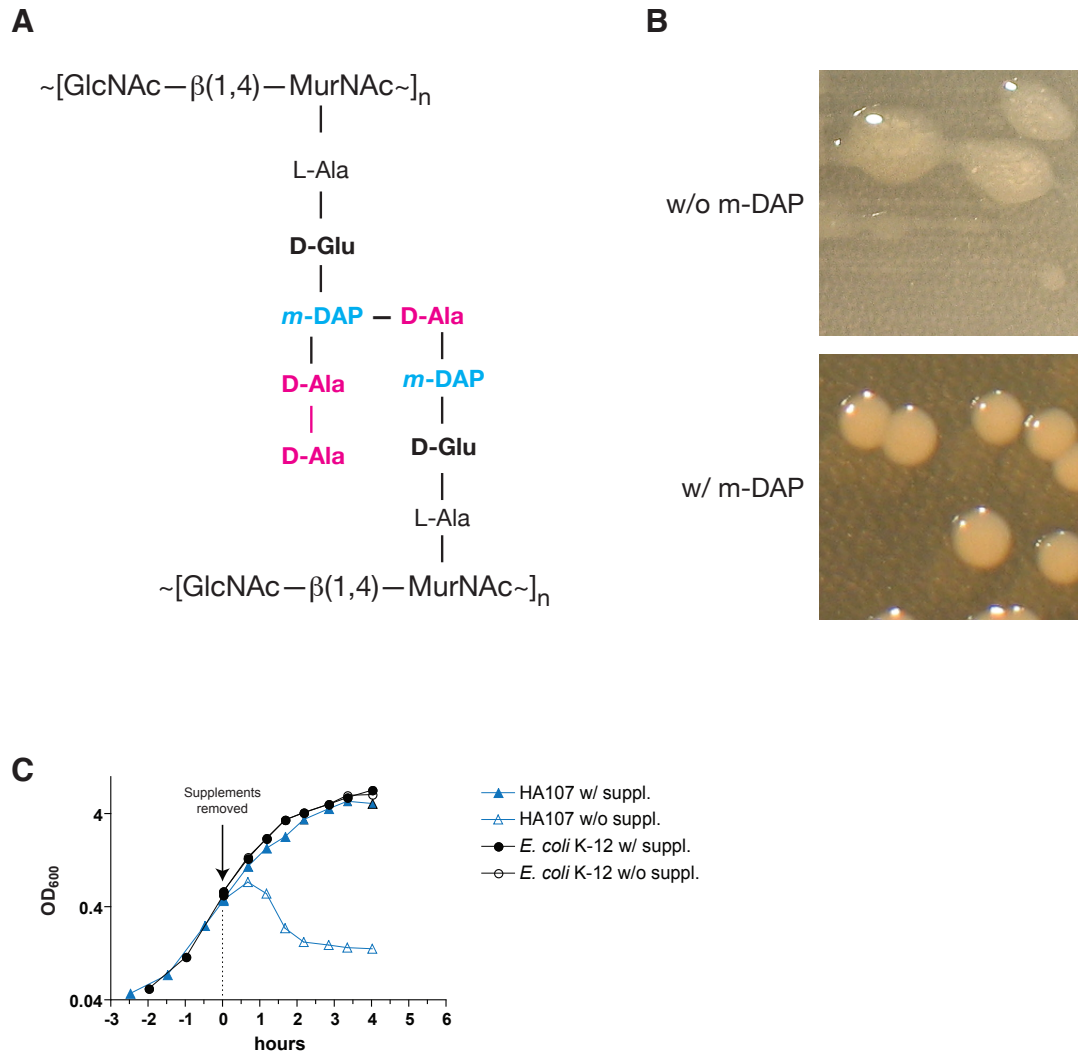 A
~[GlcNAc—β(1,4)—MurNAc~]n
L-Ala
D-Glu
m-DAP — D-Ala
D-Ala m-DAP
D-Ala D-Glu
L-Ala
~[GlcNAc—β(1,4)—MurNAc~]n
B
w/o m-DAP
w/ m-DAP
C
Supplements
removed
OD600
4
0.4
0.04
-3 -2 -1 0 1 2 3 4 5 6
hours
HA107 w/ suppl.
HA107 w/o suppl.
E. coli K-12 w/ suppl.
E. coli K-12 w/o suppl.